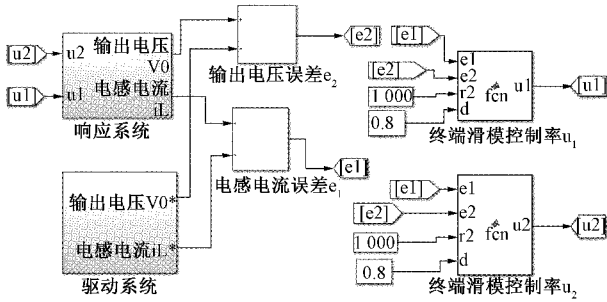 [u2]
[u1]
u2
u1
输出电压
V0
电感电流
iL
响应系统
输出电压误差e2
[e2]
输出电压V0*
电感电流iL*
驱动系统
电感电流误差e1
[e1]
[e1]
[e2]
1 000
0.8
e1
e2
r2
d
fcn
u1
[u1]
终端滑模控制率u1
[e1]
[e2]
1 000
0.8
e1
e2
r2
d
fcn
u2
[u2]
终端滑模控制率u2